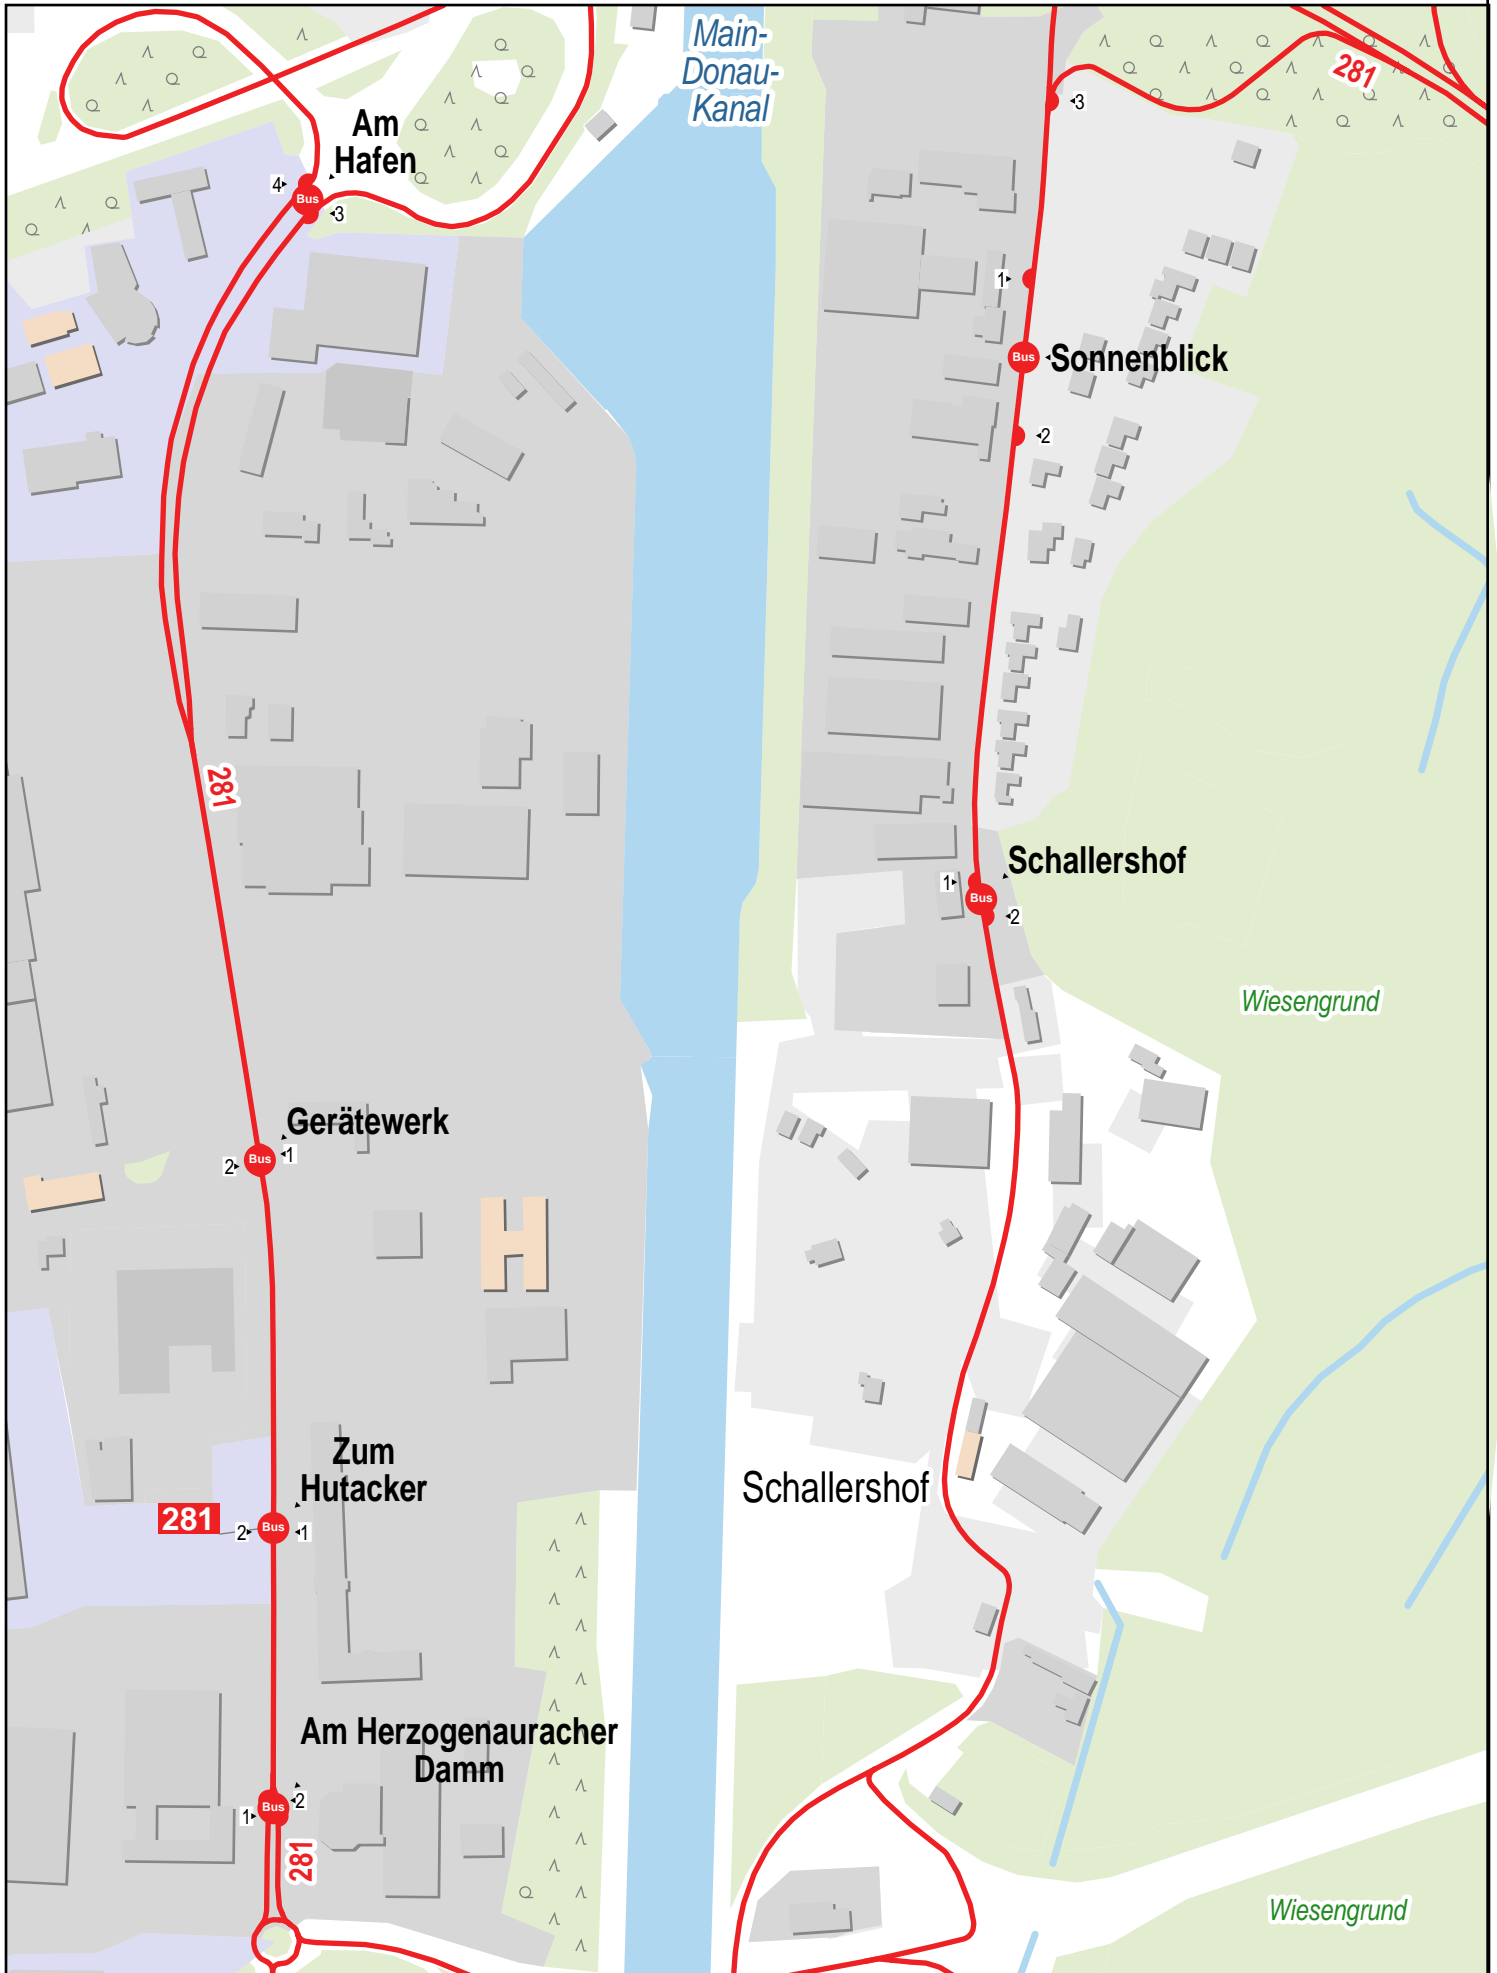 Main-
Donau-
Kanal
281
3
Am
Hafen
4
Bus
3
1
Bus
Sonnenblick
2
281
Schallershof
1
Bus
2
Wiesengrund
Gerätewerk
2
Bus
1
Zum
Hutacker
Schallershof
281
2
Bus
1
Am Herzogenauracher
Damm
1
Bus
2
281
Wiesengrund